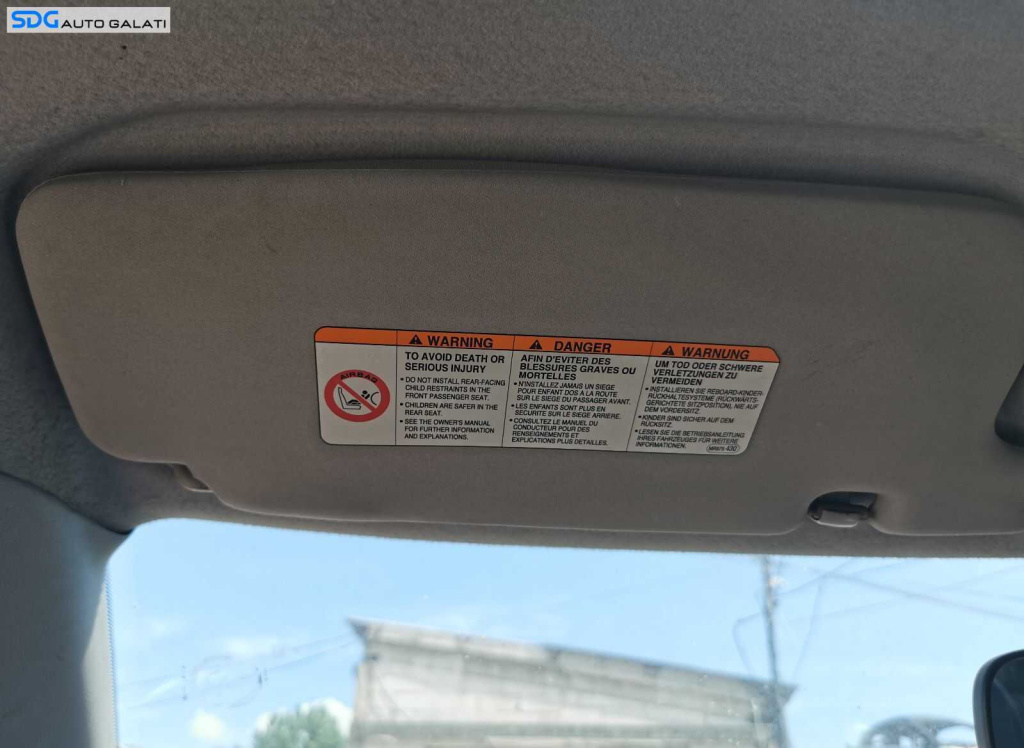 SDG AUTO GALATI
AIRBAG
WARNING
TO AVOID DEATH OR
SERIOUS INJURY
• DO NOT INSTALL REAR-FACING
CHILD RESTRAINTS IN THE
FRONT PASSENGER SEAT.
• CHILDREN ARE SAFER IN THE
REAR SEAT.
• SEE THE OWNER'S MANUAL
FOR FURTHER INFORMATION
AND EXPLANATIONS.
DANGER
AFIN D'EVITER DES
BLESSURES GRAVES OU
MORTELLES
• N'INSTALLEZ JAMAIS UN SIEGE
POUR ENFANT DOS À LA ROUTE
SUR LE SIEGE DU PASSAGER AVANT.
• LES ENFANTS SONT PLUS EN
SECURITE SUR LE SIEGE ARRIERE.
• CONSULTEZ LE MANUEL DU
CONDUCTEUR POUR DES
RENSEIGNEMENTS ET
EXPLICATIONS PLUS DETAILLES.
WARNUNG
UM TOD ODER SCHWERE
VERLETZUNGEN ZU
VERMEIDEN
• INSTALLIEREN SIE REBOARD-KINDER-
RÜCKHALTESYSTEME (RÜCKWÄRTS-
GERICHTETE SITZPOSITION), NIE AUF
DEM VORDERSITZ.
• KINDER SIND SICHER AUF DEM
RÜCKSITZ.
• LESEN SIE DIE BETRIEBSANLEITUNG
IHRES FAHRZEUGES FÜR WEITERE
INFORMATIONEN.